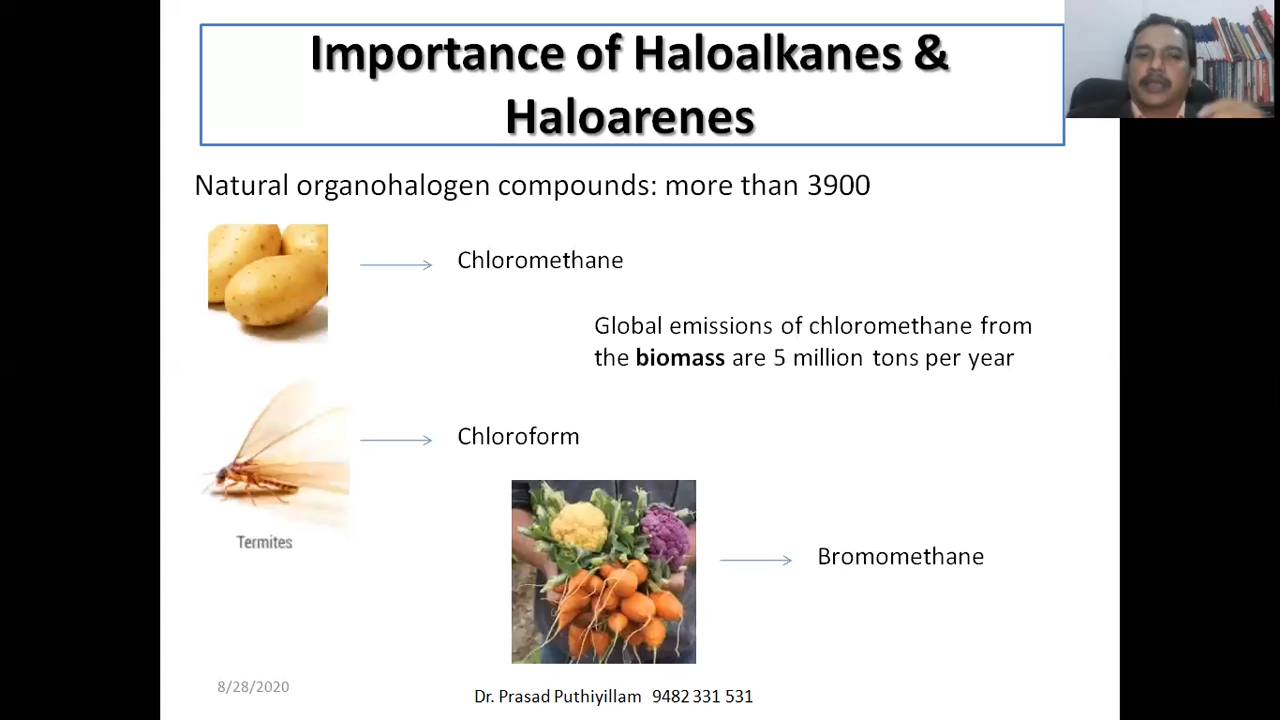 Importance of Haloalkanes &
Haloarenes
Natural organohalogen compounds: more than 3900
Chloromethane
Global emissions of chloromethane from
the biomass are 5 million tons per year
Chloroform
Termites
Bromomethane
8/28/2020
Dr. Prasad Puthiyillam 9482 331 531